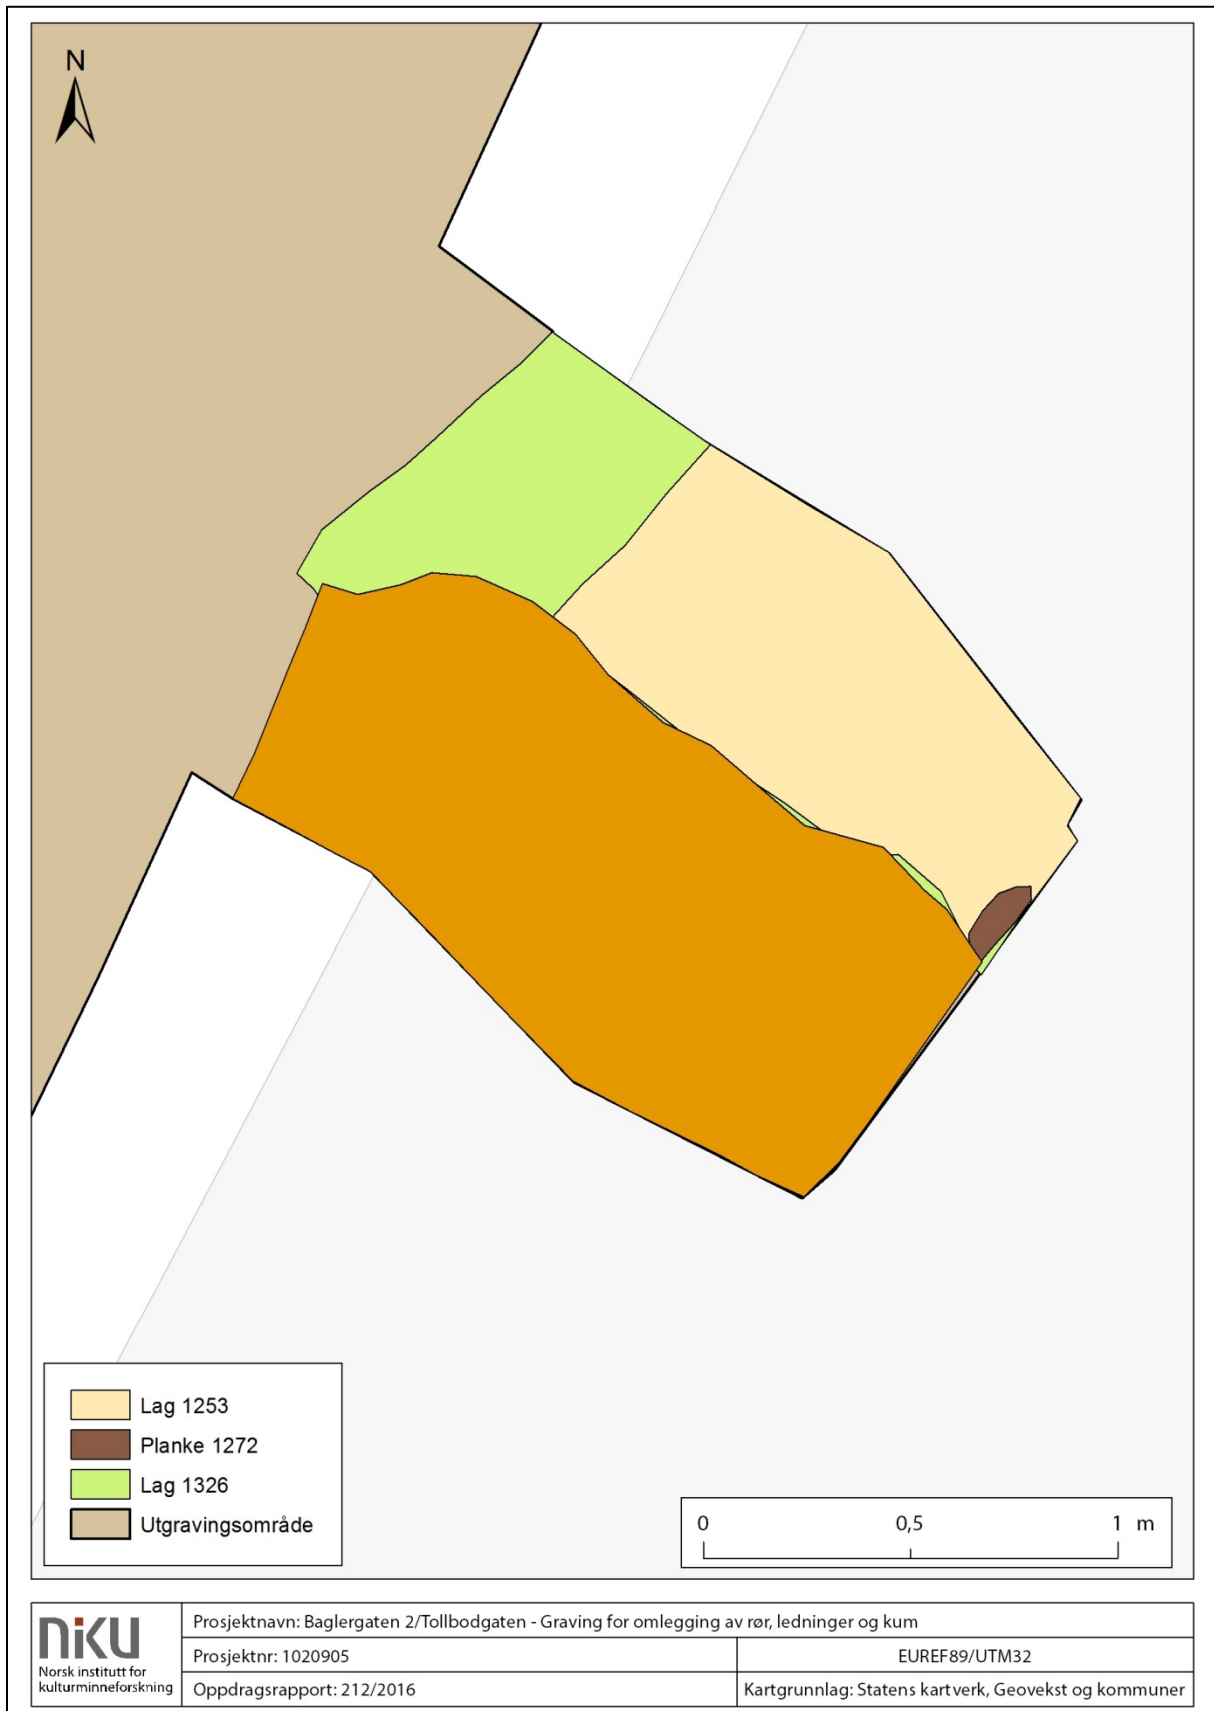 N
Lag 1253
Planke 1272
Lag 1326
Utgravingsområde
0 0,5 1 m
niku
Norsk institutt for
kulturminneforskning
Prosjektnavn: Baglergaten 2/Tollbodgaten - Graving for omlegging av rør, ledninger og kum
Prosjektnr: 1020905
EUREF89/UTM32
Oppdragsrapport: 212/2016
Kartgrunnlag: Statens kartverk, Geovekst og kommuner